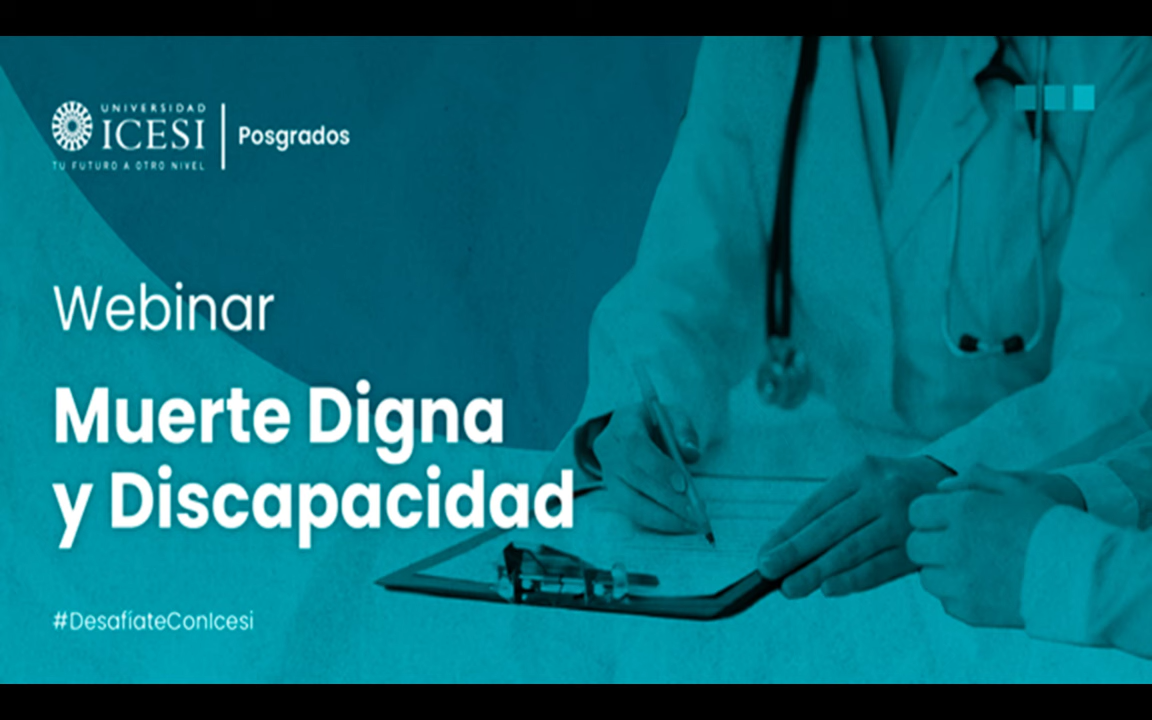 UNIVERSIDAD
ICESI
TU FUTURO A OTRO NIVEL
Posgrados
Webinar
Muerte Digna
y Discapacidad
#DesafíateConIcesi